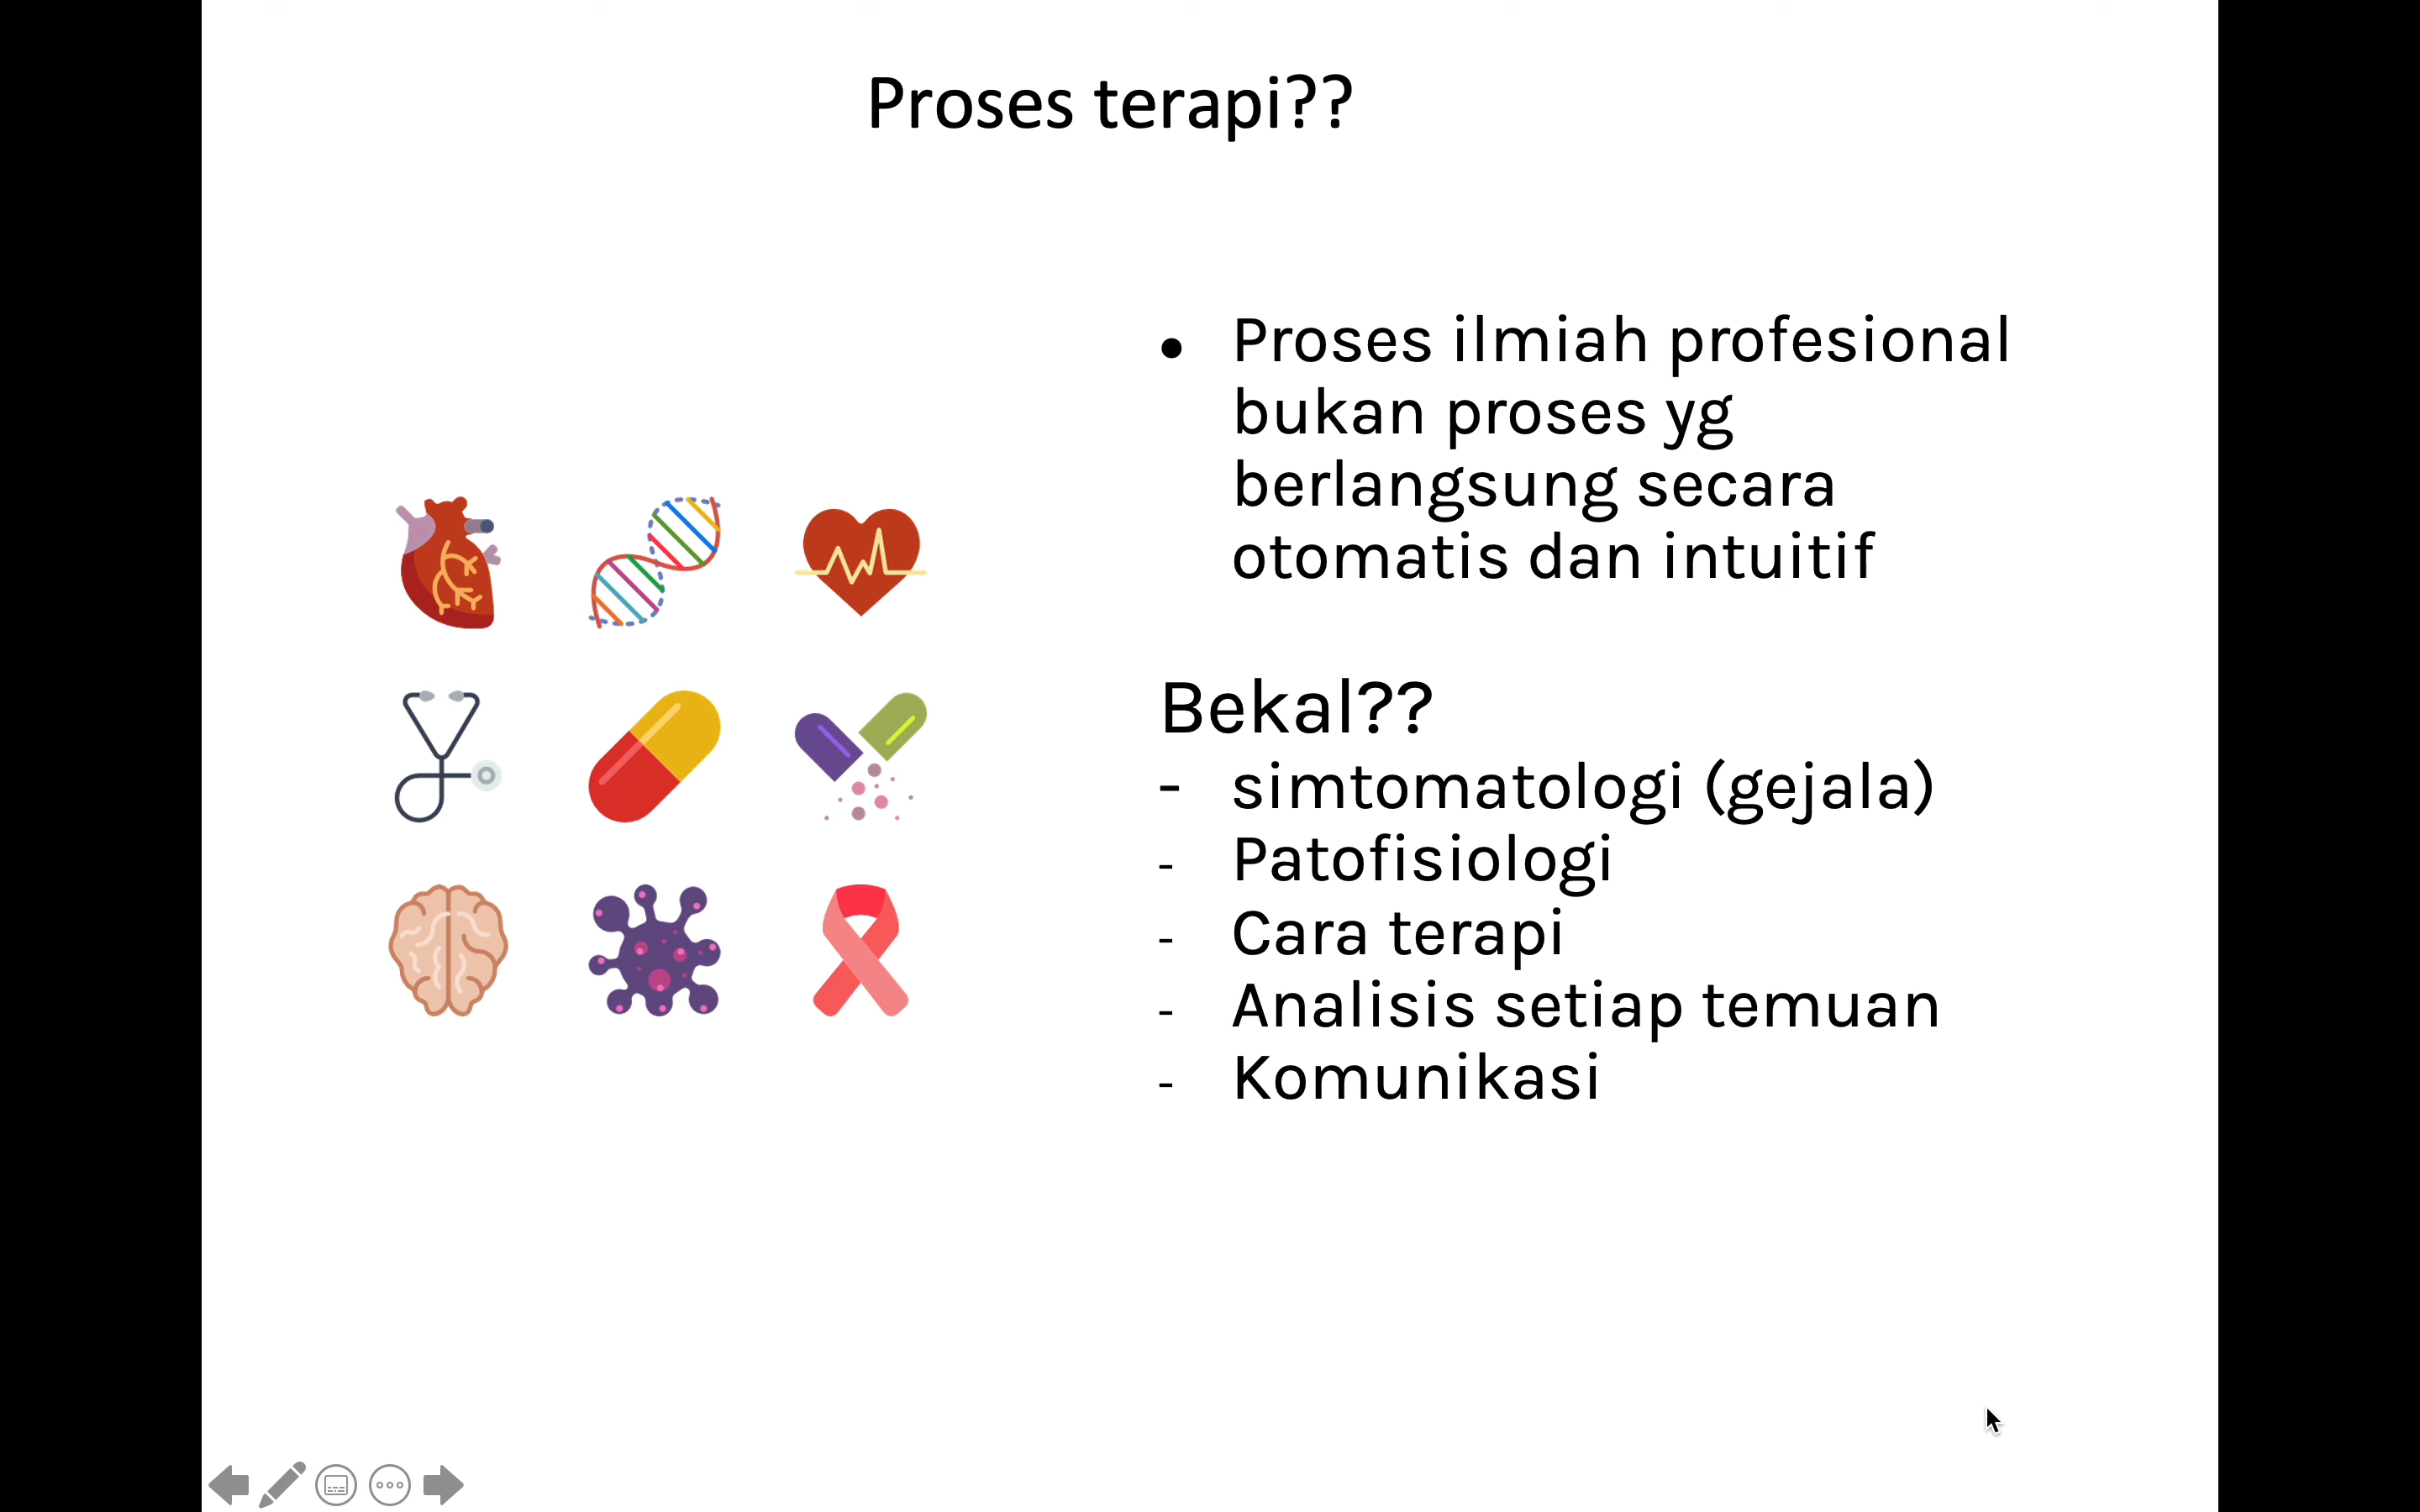 Proses terapi??
• Proses ilmiah profesional
bukan proses yg
berlangsung secara
otomatis dan intuitif
Bekal??
- simtomatologi (gejala)
- Patofisiologi
- Cara terapi
- Analisis setiap temuan
- Komunikasi